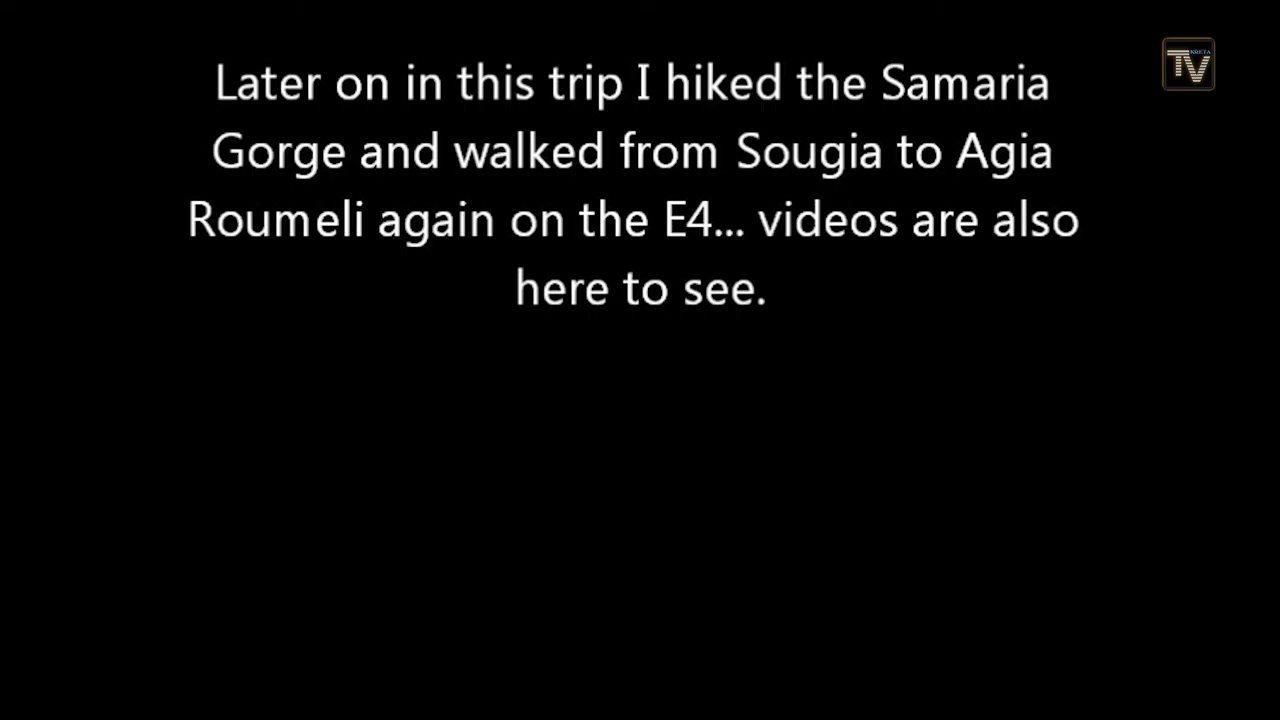 KRETA
TV
Later on in this trip I hiked the Samaria
Gorge and walked from Sougia to Agia
Roumeli again on the E4... videos are also
here to see.